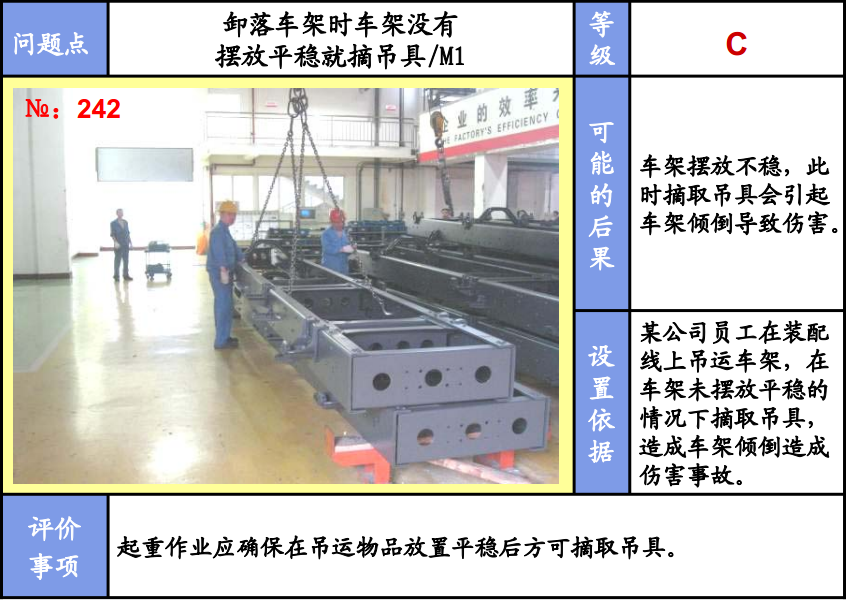 问题点
卸落车架时车架没有
摆放平稳就摘吊具/M1
等级
C
№：242
企业的效率
THE FACTORY'S EFFICIENCY
可能的后果
车架摆放不稳，此
时摘取吊具会引起
车架倾倒导致伤害。
设置依据
某公司员工在装配
线上吊运车架，在
车架未摆放平稳的
情况下摘取吊具，
造成车架倾倒造成
伤害事故。
评价
事项
起重作业应确保在吊运物品放置平稳后方可摘取吊具。